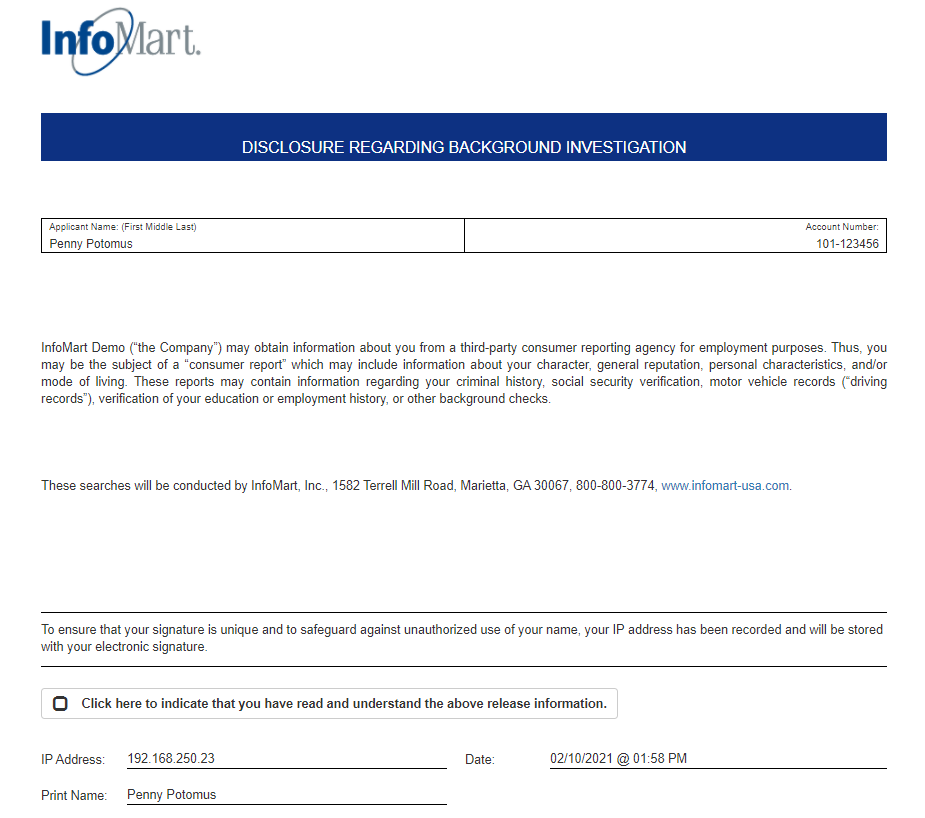 InfoMart.
DISCLOSURE REGARDING BACKGROUND INVESTIGATION
Applicant Name: (First Middle Last)
Penny Potomus
Account Number:
101-123456
InfoMart Demo (“the Company”) may obtain information about you from a third-party consumer reporting agency for employment purposes. Thus, you
may be the subject of a “consumer report” which may include information about your character, general reputation, personal characteristics, and/or
mode of living. These reports may contain information regarding your criminal history, social security verification, motor vehicle records (“driving
records”), verification of your education or employment history, or other background checks.
These searches will be conducted by InfoMart, Inc., 1582 Terrell Mill Road, Marietta, GA 30067, 800-800-3774, www.infomart-usa.com.
To ensure that your signature is unique and to safeguard against unauthorized use of your name, your IP address has been recorded and will be stored
with your electronic signature.
Click here to indicate that you have read and understand the above release information.
IP Address: 192.168.250.23 Date: 02/10/2021 @ 01:58 PM
Print Name: Penny Potomus